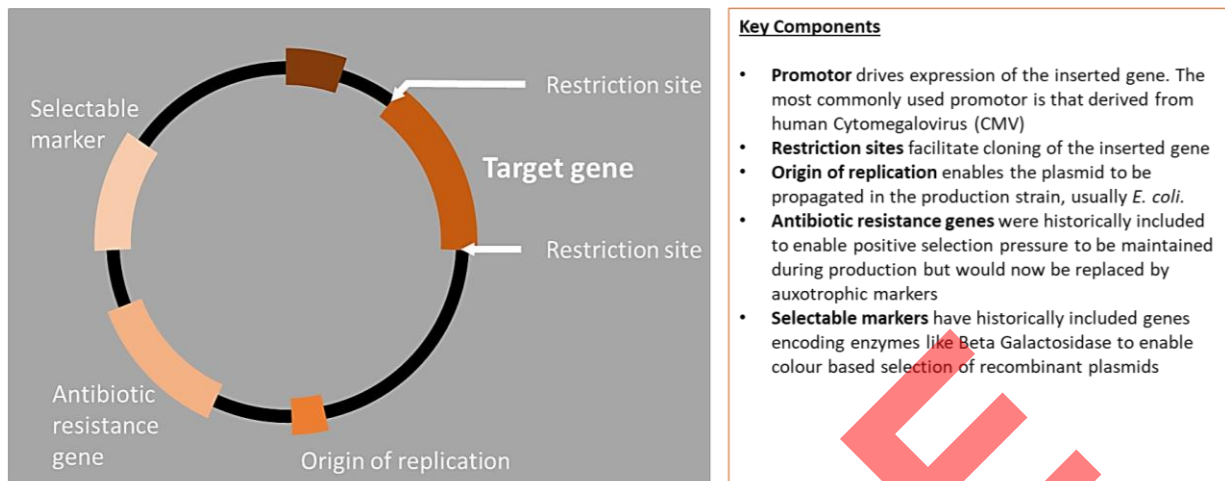 Selectable
marker
Restriction site
Target gene
Restriction site
Antibiotic
resistance
gene
Origin of replication
Key Components
• Promotor drives expression of the inserted gene. The
most commonly used promotor is that derived from
human Cytomegalovirus (CMV)
• Restriction sites facilitate cloning of the inserted gene
• Origin of replication enables the plasmid to be
propagated in the production strain, usually E. coli.
• Antibiotic resistance genes were historically included
to enable positive selection pressure to be maintained
during production but would now be replaced by
auxotrophic markers
• Selectable markers have historically included genes
encoding enzymes like Beta Galactosidase to enable
colour based selection of recombinant plasmids